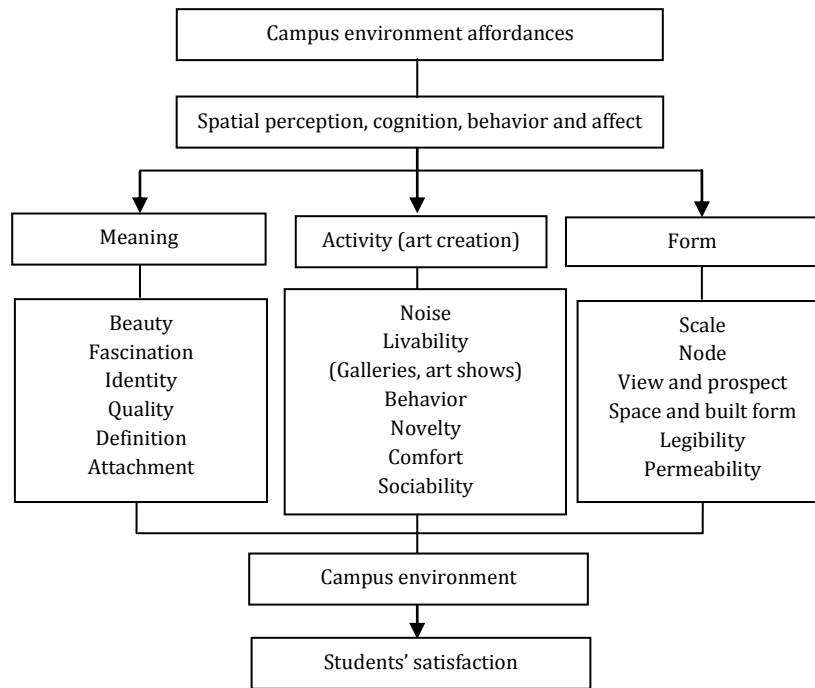 Campus environment affordances
Spatial perception, cognition, behavior and affect
Meaning
Activity (art creation)
Form
Beauty
Fascination
Identity
Quality
Definition
Attachment
Noise
Livability
(Galleries, art shows)
Behavior
Novelty
Comfort
Sociability
Scale
Node
View and prospect
Space and built form
Legibility
Permeability
Campus environment
Students’ satisfaction